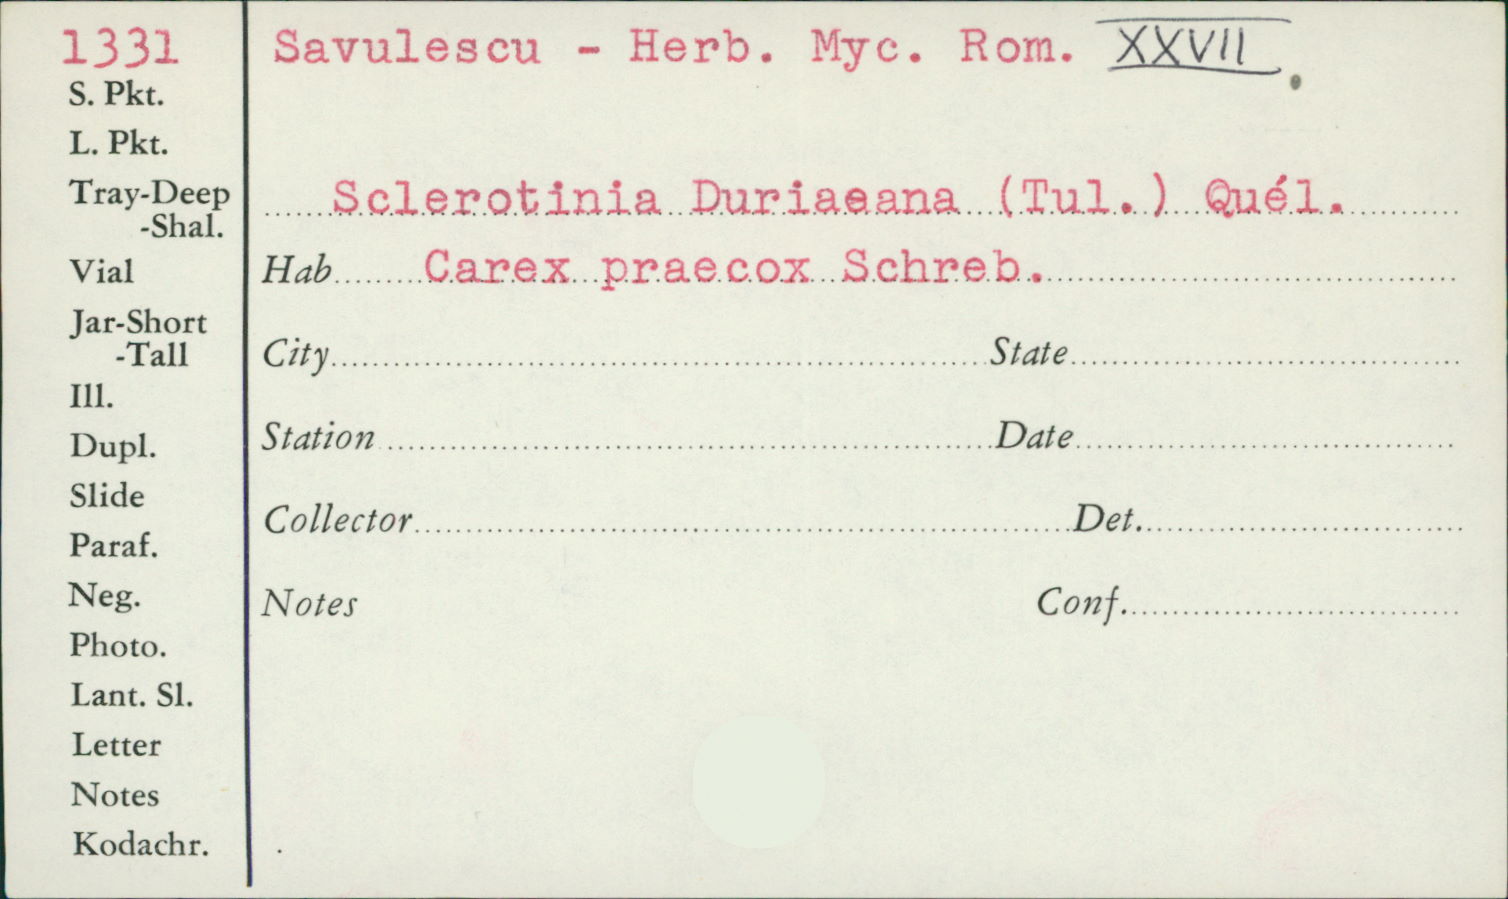 1331 Savulescu - Herb. Myc. Rom. XXVII.
S. Pkt.
L. Pkt.
Tray-Deep
-Shal.
Sclerotinia Duriaeana (Tul.) Quél.
Vial
Hab Carex praecox Schreb.
Jar-Short
-Tall
City State
Ill.
Dupl.
Station Date
Slide
Collector Det.
Paraf.
Neg.
Notes Conf.
Photo.
Lant. Sl.
Letter
Notes
Kodachr.